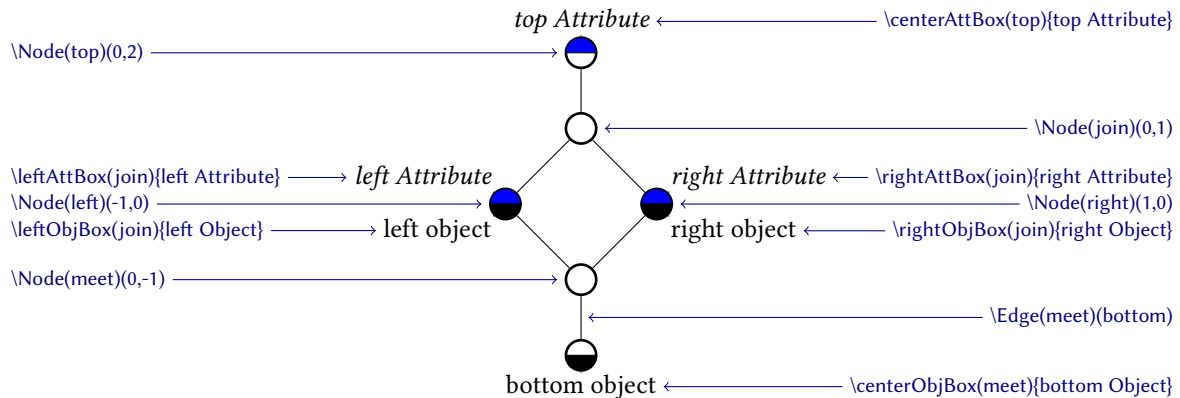 top Attribute
\centerAttBox(top){top Attribute}
\Node(top)(0,2)
\Node(join)(0,1)
\leftAttBox(join){left Attribute}
left Attribute
right Attribute
\rightAttBox(join){right Attribute}
\Node(left)(-1,0)
\Node(right)(1,0)
\leftObjBox(join){left Object}
left object
right object
\rightObjBox(join){right Object}
\Node(meet)(0,-1)
\Edge(meet)(bottom)
bottom object
\centerObjBox(meet){bottom Object}